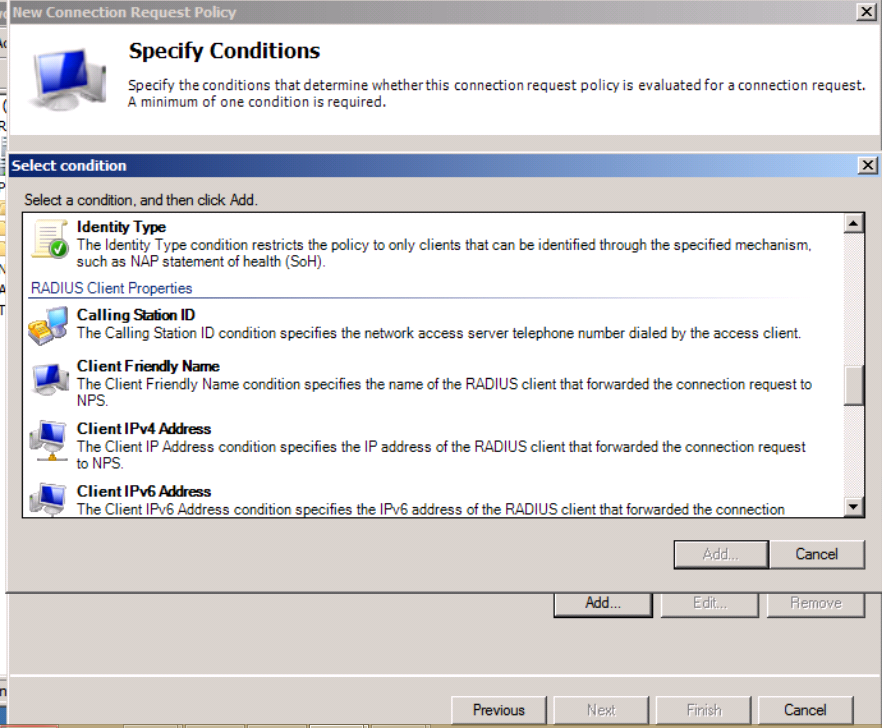 New Connection Request Policy
Specify Conditions
Specify the conditions that determine whether this connection request policy is evaluated for a connection request.
A minimum of one condition is required.
Select condition
Select a condition, and then click Add.
Identity Type
The Identity Type condition restricts the policy to only clients that can be identified through the specified mechanism,
such as NAP statement of health (SoH).
RADIUS Client Properties
Calling Station ID
The Calling Station ID condition specifies the network access server telephone number dialed by the access client.
Client Friendly Name
The Client Friendly Name condition specifies the name of the RADIUS client that forwarded the connection request to
NPS.
Client IPv4 Address
The Client IP Address condition specifies the IP address of the RADIUS client that forwarded the connection request
to NPS.
Client IPv6 Address
The Client IPv6 Address condition specifies the IPv6 address of the RADIUS client that forwarded the connection
Add... Cancel
Add... Edit... Remove
Previous Next Finish Cancel